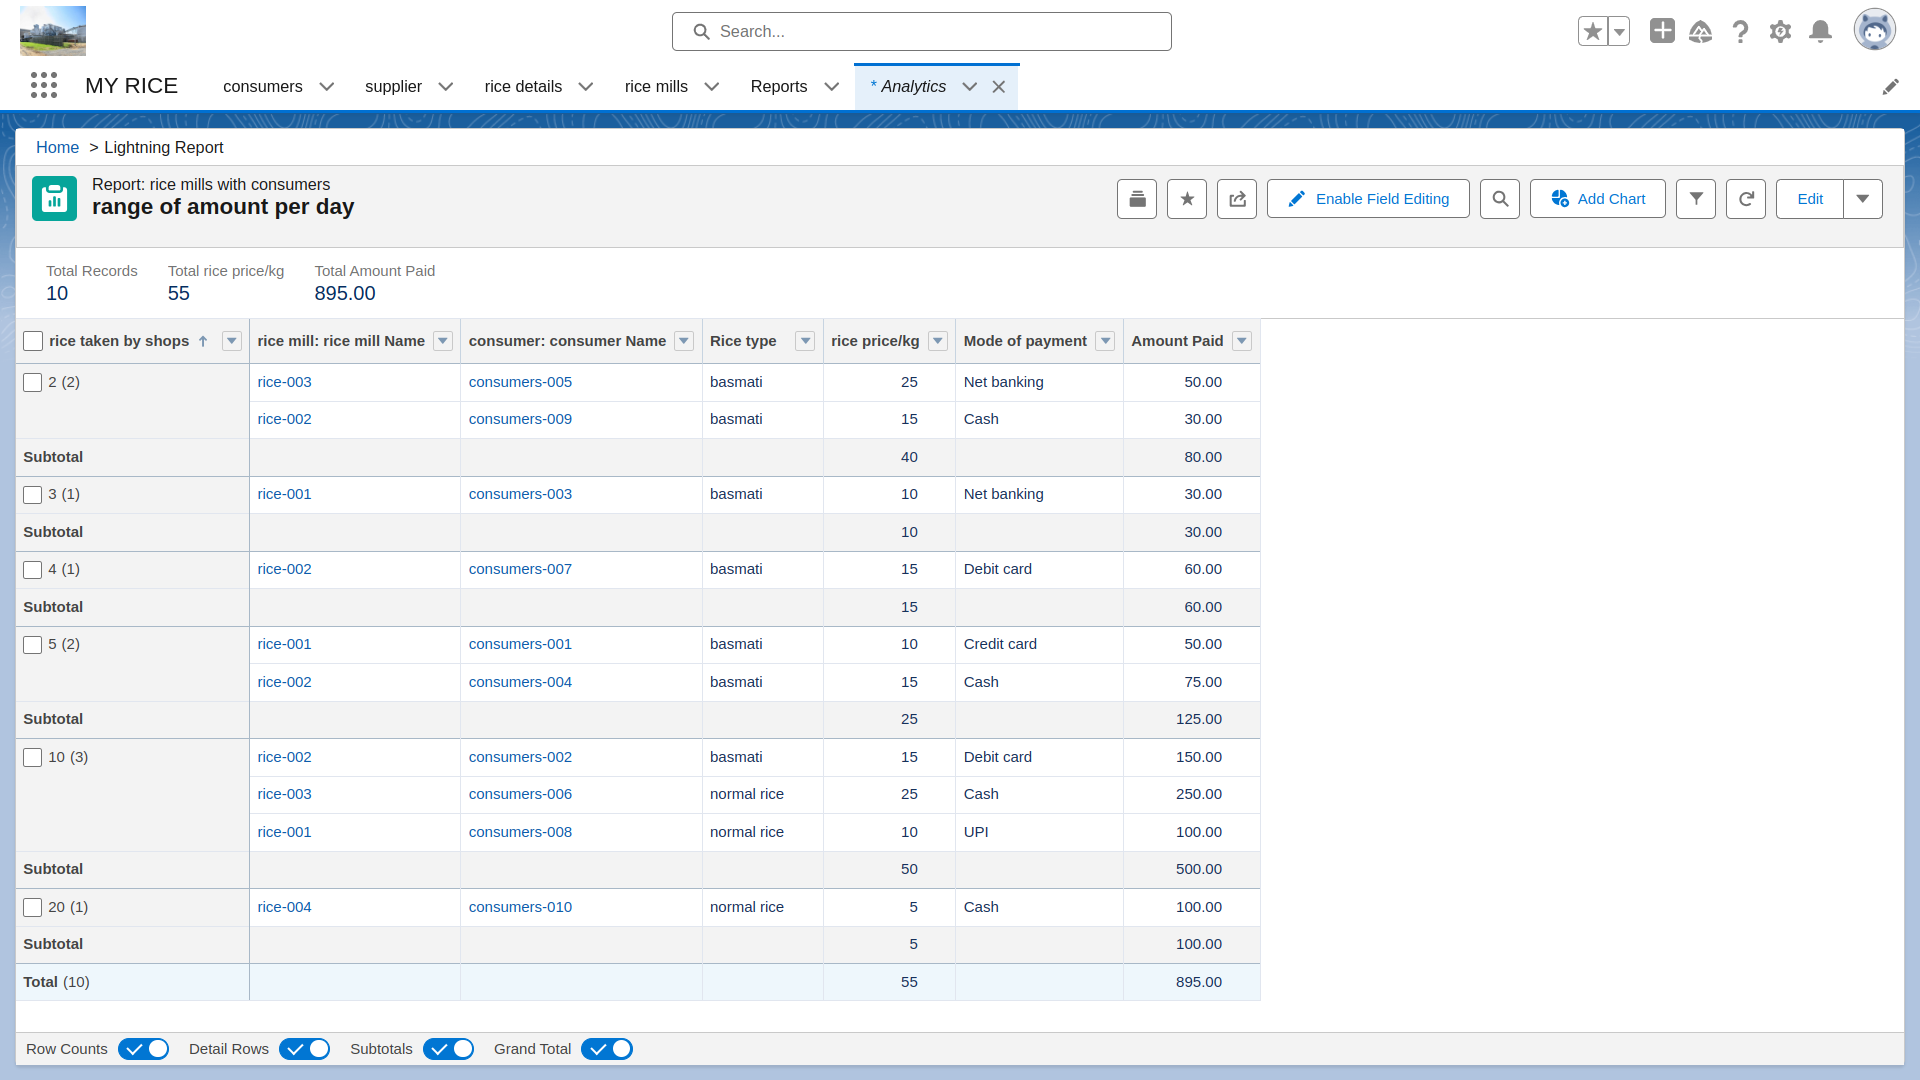 Search...
MY RICE consumers supplier rice details rice mills Reports * Analytics
Home > Lightning Report
Report: rice mills with consumers
range of amount per day
Enable Field Editing Add Chart Edit
Total Records Total rice price/kg Total Amount Paid
10 55 895.00
rice taken by shops rice mill: rice mill Name consumer: consumer Name Rice type rice price/kg Mode of payment Amount Paid
2 (2) rice-003 consumers-005 basmati 25 Net banking 50.00
rice-002 consumers-009 basmati 15 Cash 30.00
Subtotal 40 80.00
3 (1) rice-001 consumers-003 basmati 10 Net banking 30.00
Subtotal 10 30.00
4 (1) rice-002 consumers-007 basmati 15 Debit card 60.00
Subtotal 15 60.00
5 (2) rice-001 consumers-001 basmati 10 Credit card 50.00
rice-002 consumers-004 basmati 15 Cash 75.00
Subtotal 25 125.00
10 (3) rice-002 consumers-002 basmati 15 Debit card 150.00
rice-003 consumers-006 normal rice 25 Cash 250.00
rice-001 consumers-008 normal rice 10 UPI 100.00
Subtotal 50 500.00
20 (1) rice-004 consumers-010 normal rice 5 Cash 100.00
Subtotal 5 100.00
Total (10) 55 895.00
Row Counts Detail Rows Subtotals Grand Total